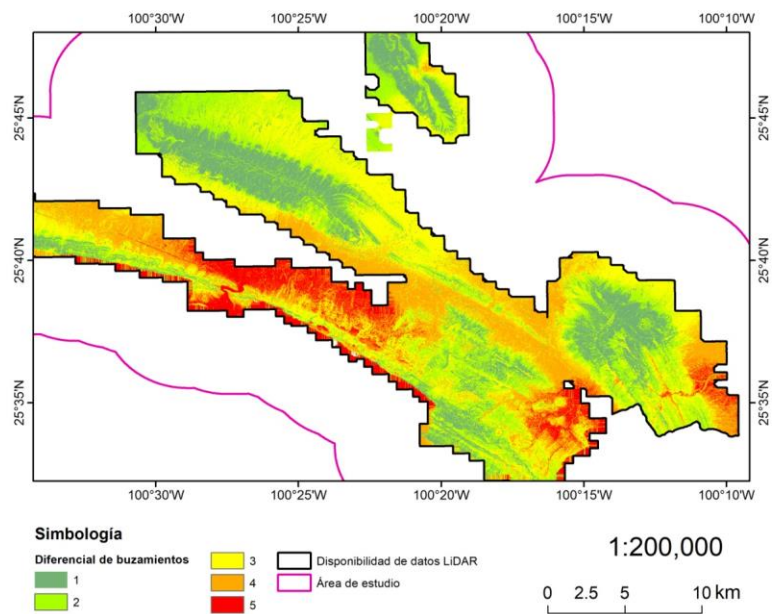 100°30'W 100°25'W 100°20'W 100°15'W 100°10'W
25°45'N 25°45'N
25°40'N 25°40'N
25°35'N 25°35'N
100°30'W 100°25'W 100°20'W 100°15'W 100°10'W
Simbología
Diferencial de buzamientos
1
2
3
4
5
Disponibilidad de datos LiDAR
Área de estudio
1:200,000
0 2.5 5 10 km